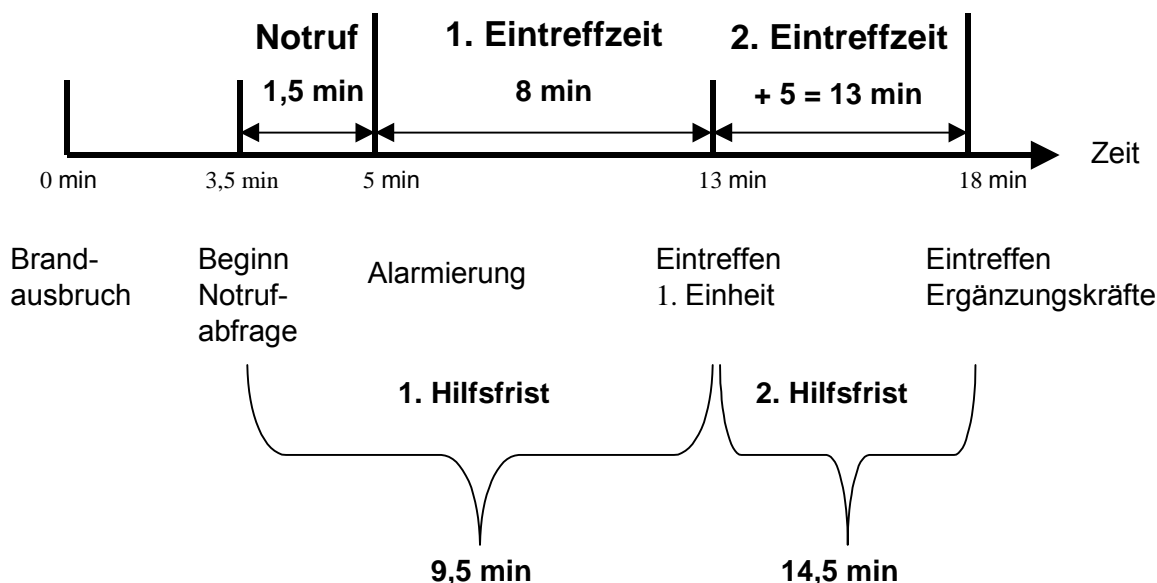 Notruf
1. Eintreffzeit
2. Eintreffzeit
1,5 min
8 min
+ 5 = 13 min
Zeit
0 min
3,5 min
5 min
13 min
18 min
Brand-
ausbruch
Beginn
Notruf-
abfrage
Alarmierung
Eintreffen
1. Einheit
Eintreffen
Ergänzungskräfte
1. Hilfsfrist
2. Hilfsfrist
9,5 min
14,5 min